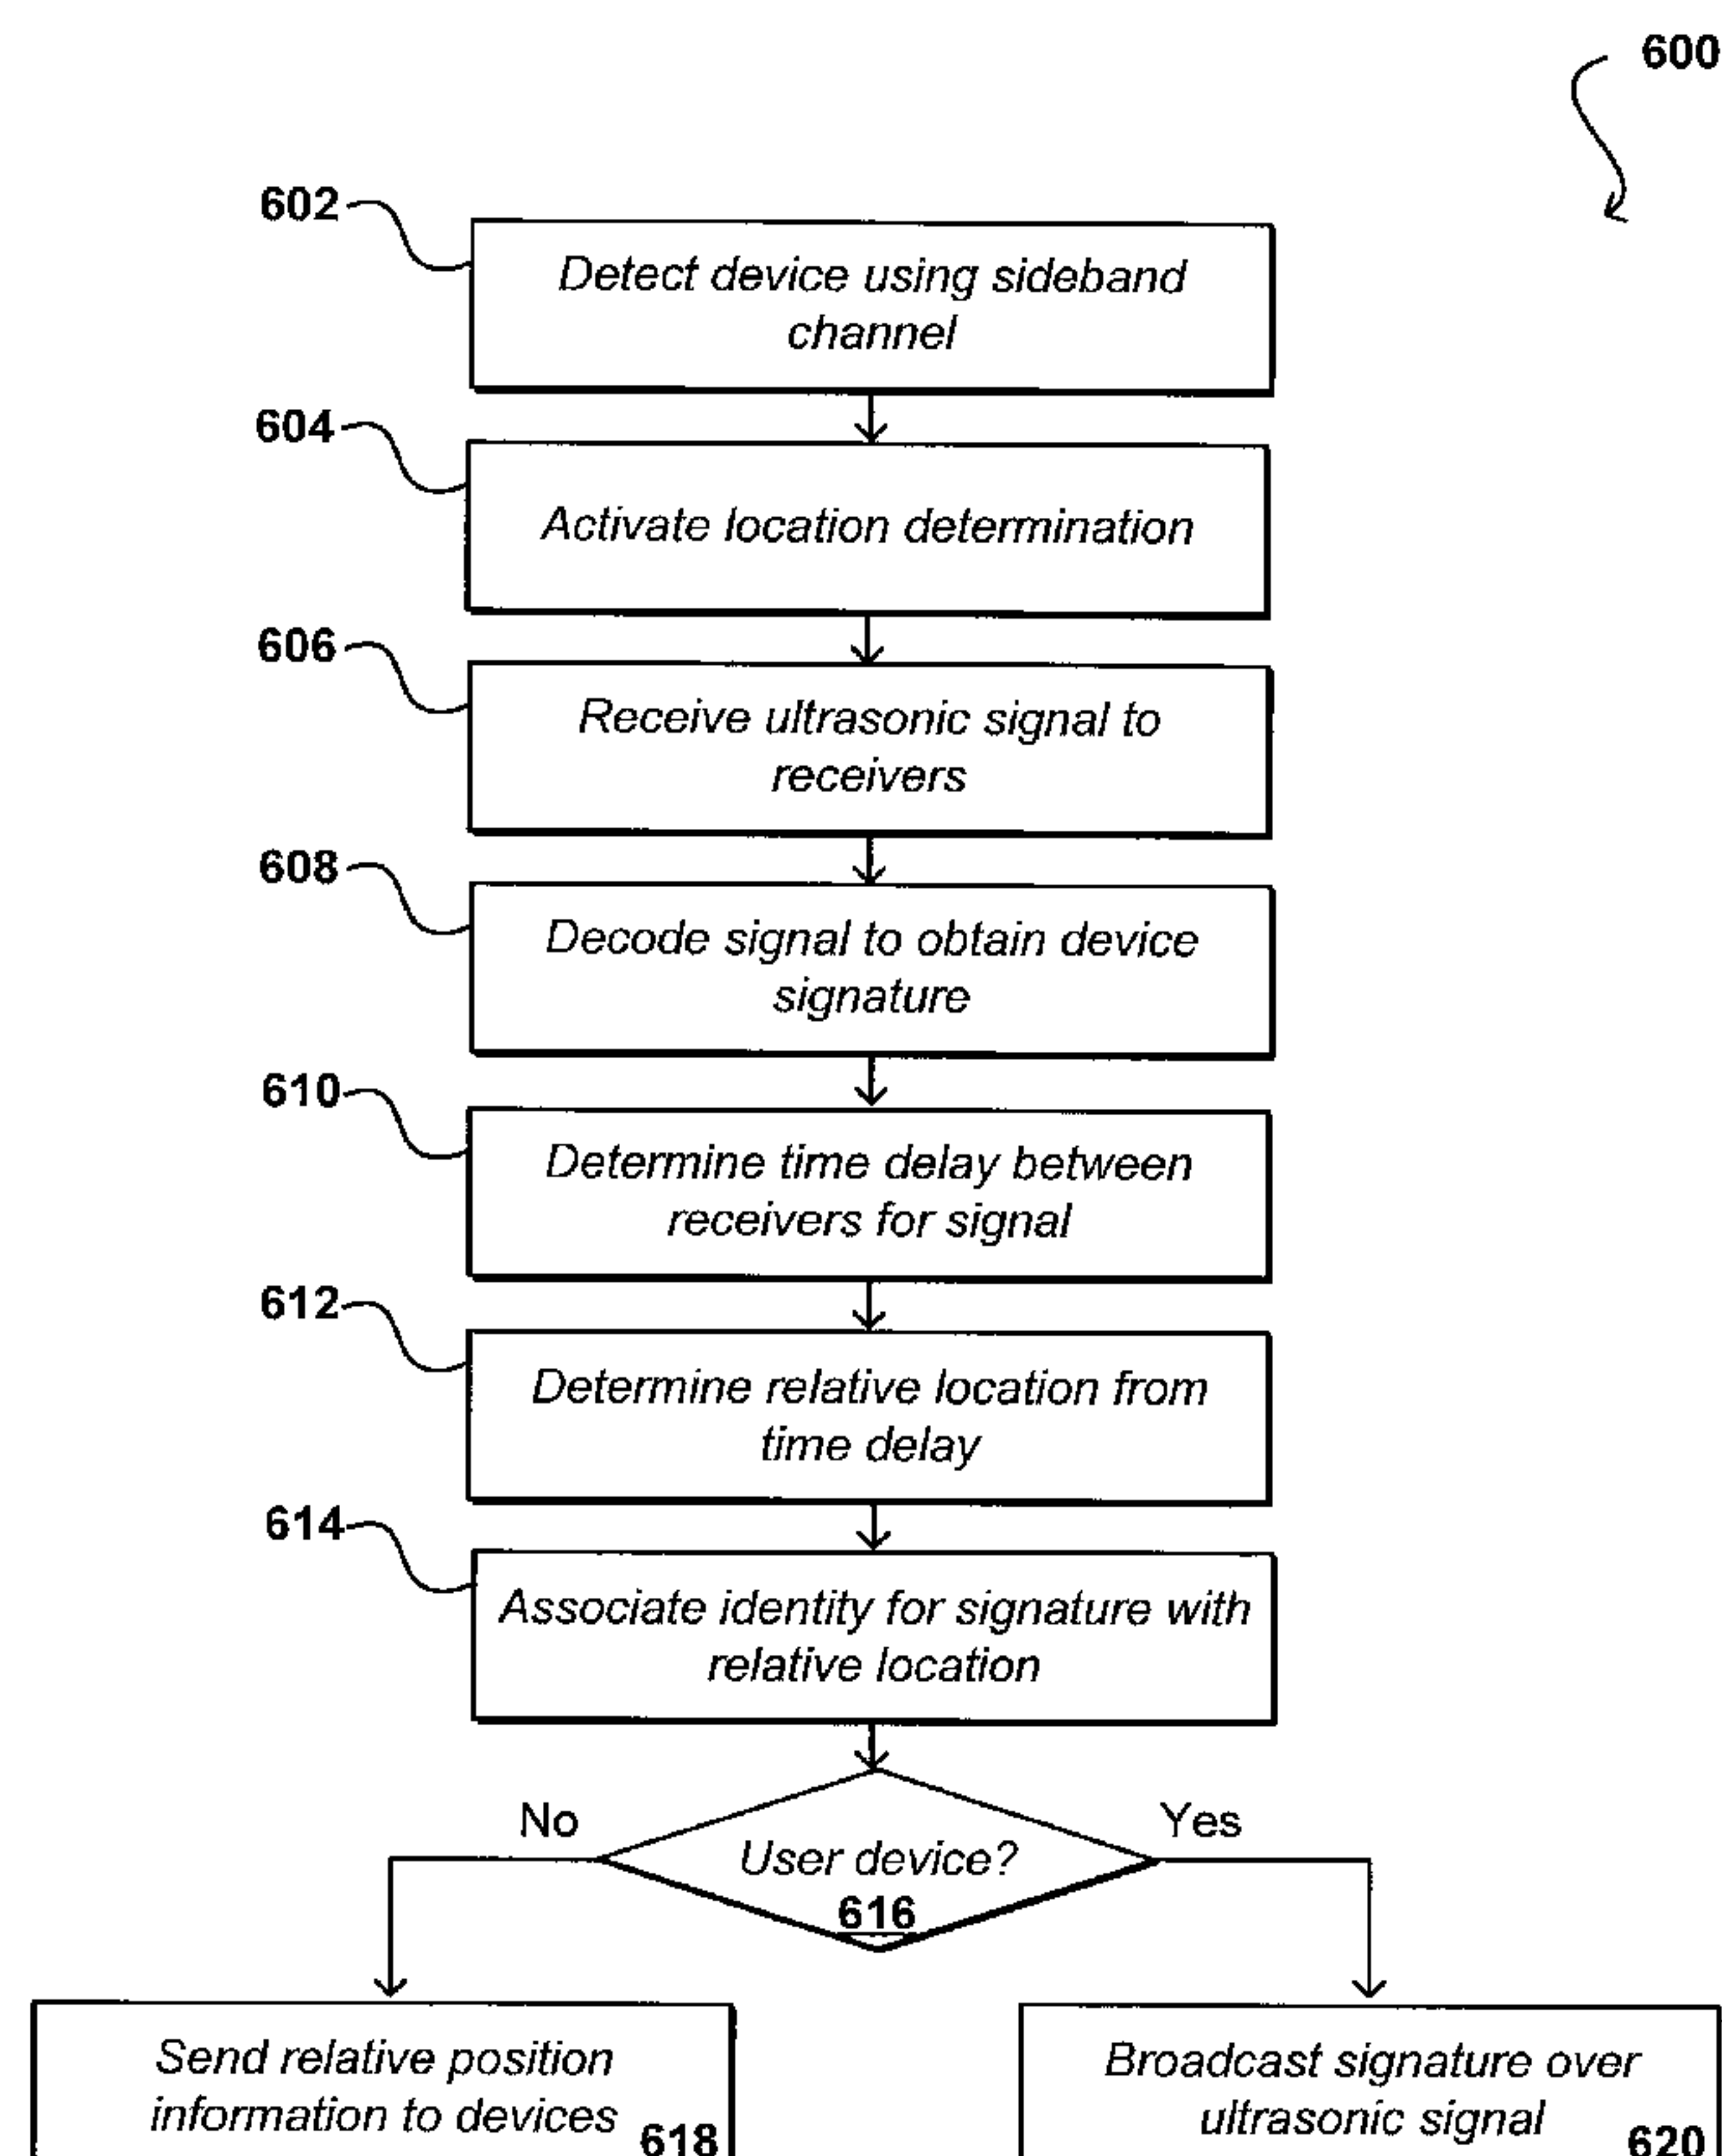 600
602
Detect device using sideband
channel
604
Activate location determination
606
Receive ultrasonic signal to
receivers
608
Decode signal to obtain device
signature
610
Determine time delay between
receivers for signal
612
Determine relative location from
time delay
614
Associate identity for signature with
relative location
No
Yes
User device?
616
Send relative position
information to devices
618
Broadcast signature over
ultrasonic signal
620